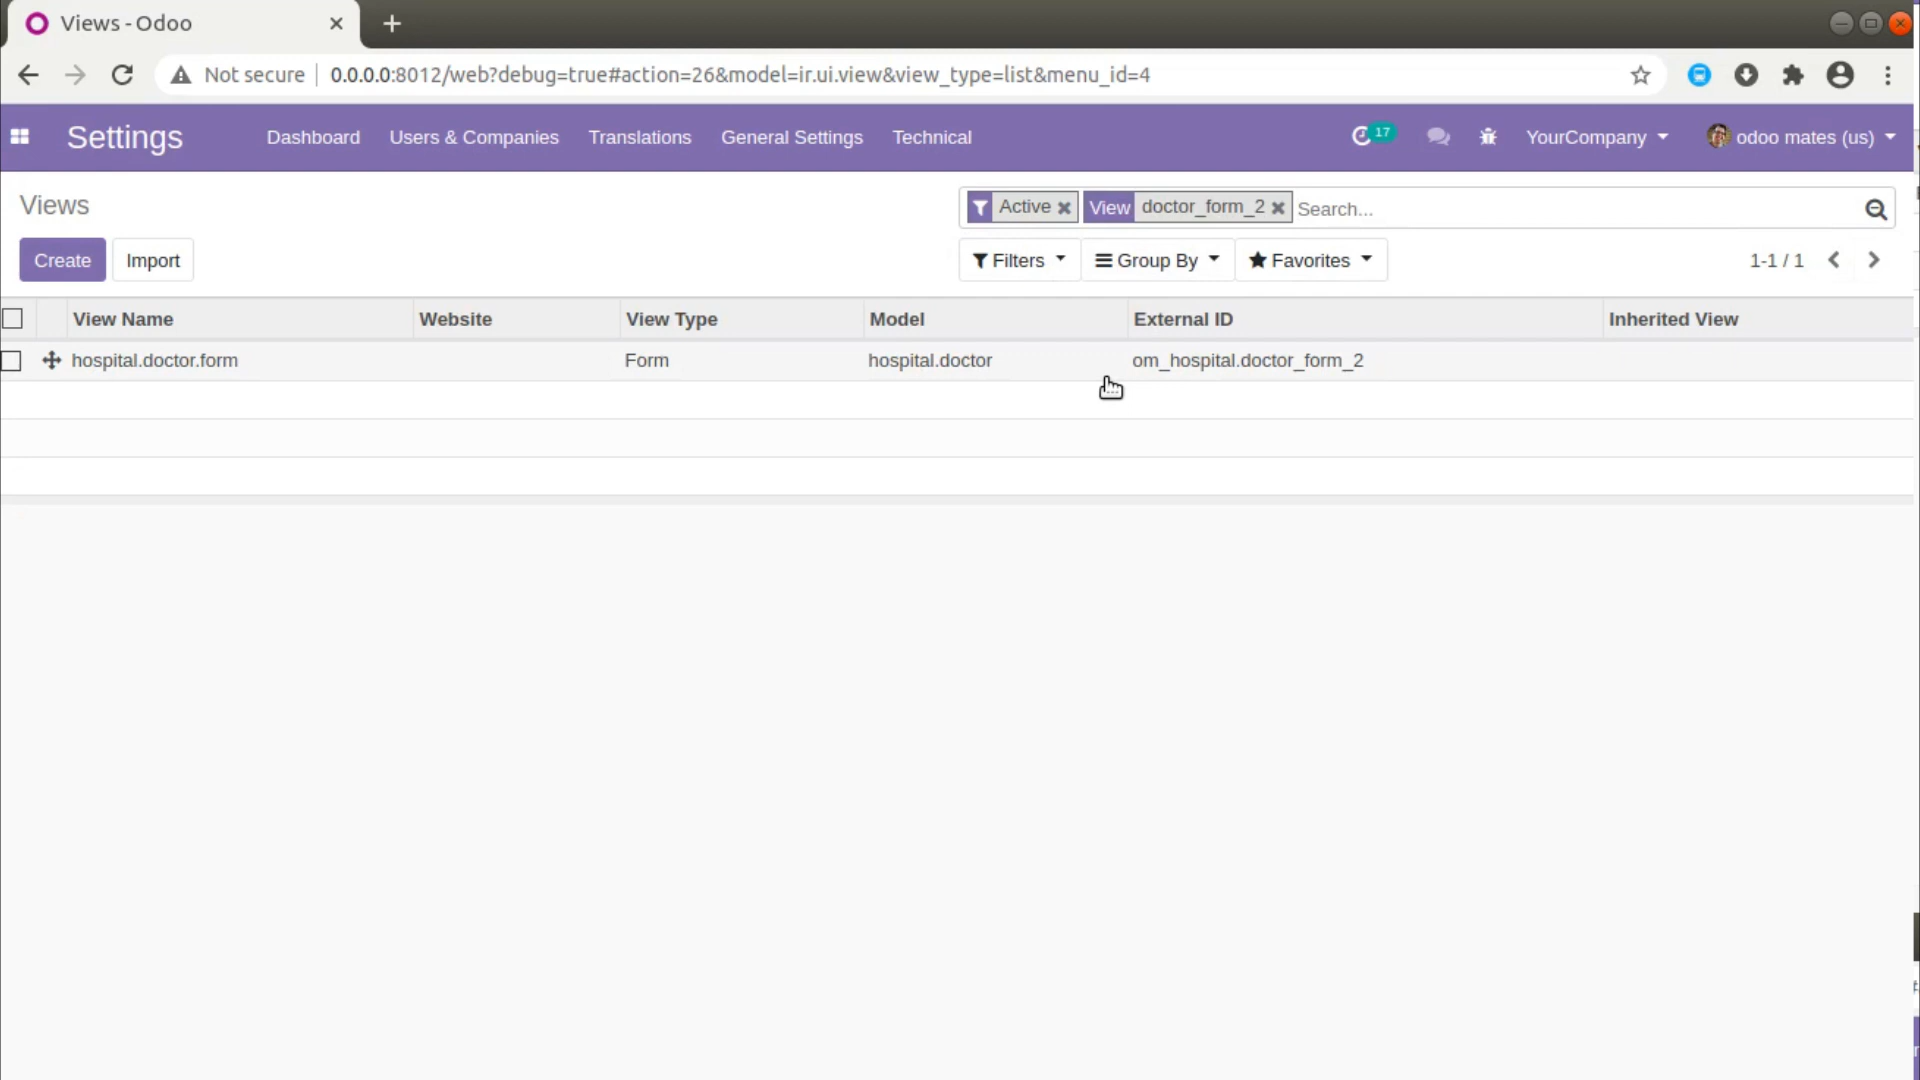 Views - Odoo
Not secure 0.0.0.0:8012/web?debug=true#action=26&model=ir.ui.view&view_type=list&menu_id=4
Settings Dashboard Users & Companies Translations General Settings Technical 17 YourCompany odoo mates (us)
Views Active View doctor_form_2 Search...
Create Import Filters Group By Favorites 1-1 / 1
View Name Website View Type Model External ID Inherited View
hospital.doctor.form Form hospital.doctor om_hospital.doctor_form_2